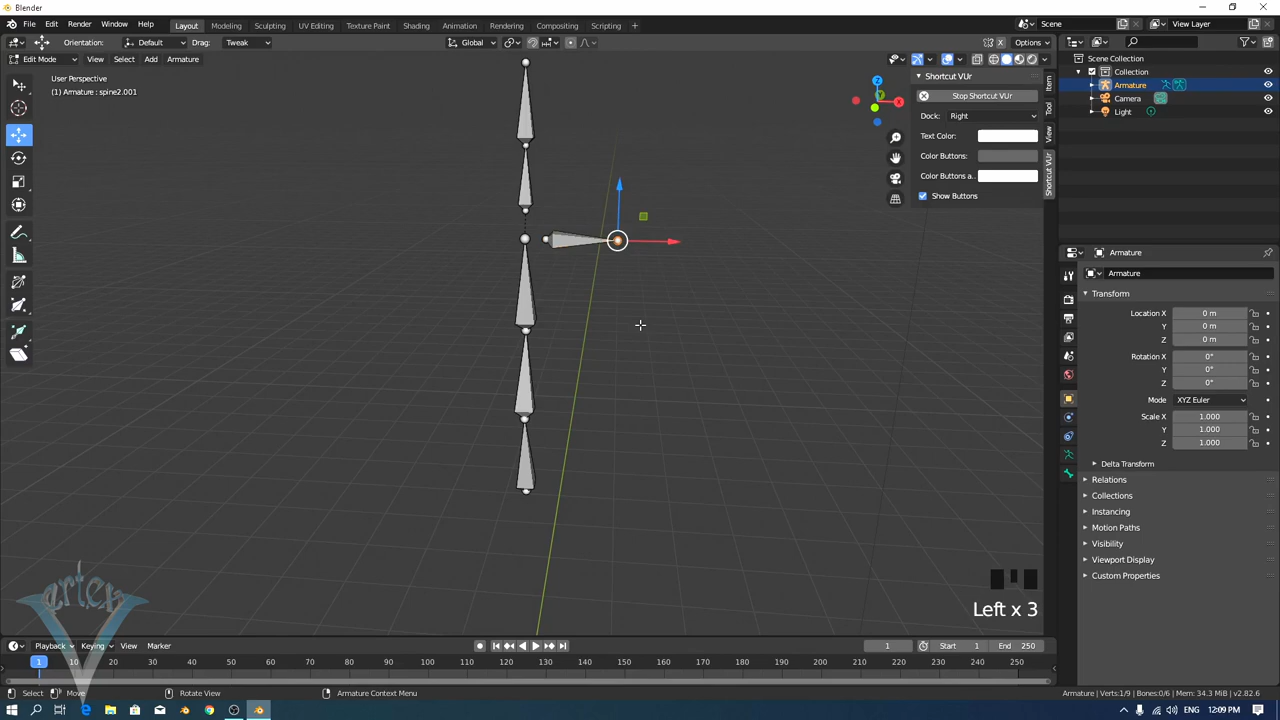 Blender
File Edit Render Window Help Layout Modeling Sculpting UV Editing Texture Paint Shading Animation Rendering Compositing Scripting + Scene View Layer
Orientation: Default Drag: Tweak Global X Options
Edit Mode View Select Add Armature
User Perspective
(1) Armature : spine2.001
Z
Y
X
Shortcut VUr
Stop Shortcut VUr
Dock: Right
Text Color:
Color Buttons:
Color Buttons a..
Show Buttons
Item
Tool
View
Shortcut VUr
Scene Collection
Collection
Armature
Camera
Light
Armature
Armature
Transform
Location X 0 m
Y 0 m
Z 0 m
Rotation X 0°
Y 0°
Z 0°
Mode XYZ Euler
Scale X 1.000
Y 1.000
Z 1.000
Delta Transform
Relations
Collections
Instancing
Motion Paths
Visibility
Viewport Display
Custom Properties
Varten
Left x 3
Playback Keying View Marker 1 Start 1 End 250
1 10 20 30 40 50 60 70 80 90 100 110 120 130 140 150 160 170 180 190 200 210 220 230 240 250
Select Move Rotate View Armature Context Menu Armature | Verts:1/9 | Bones:0/6 | Mem: 34.3 MiB | v2.82.6
12:09 PM